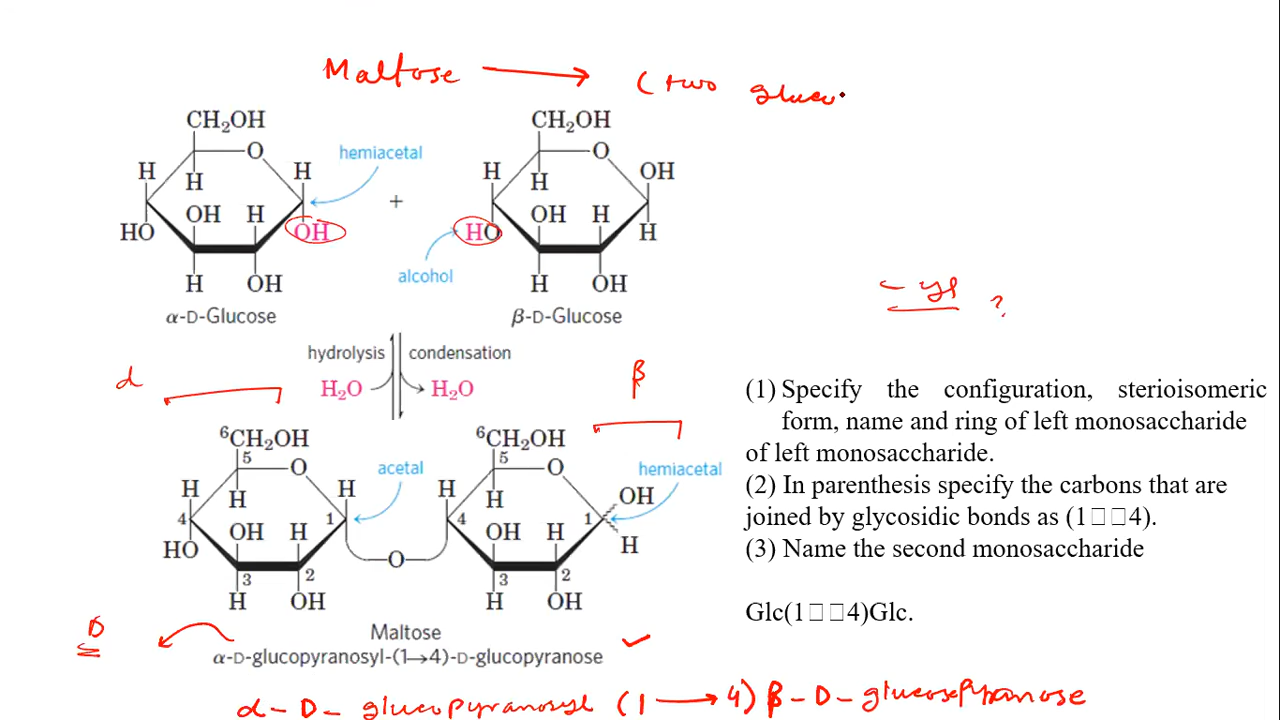 Maltose → (two gluco
CH₂OH CH₂OH
O hemiacetal O OH
H H H H
H H
OH H + OH H
HO OH HO H
alcohol
H OH H OH
α-D-Glucose β-D-Glucose
- yl ?
hydrolysis condensation
H₂O H₂O
α β
(1) Specify the configuration, sterioisomeric
form, name and ring of left monosaccharide
of left monosaccharide.
(2) In parenthesis specify the carbons that are
joined by glycosidic bonds as (1□□4).
(3) Name the second monosaccharide
Glc(1□□4)Glc.
⁶CH₂OH ⁶CH₂OH
5 O acetal 5 O hemiacetal
H H H H H OH
4 OH H 1 4 OH H 1
HO O H
3 2 3 2
H OH H OH
D Maltose
α-D-glucopyranosyl-(1→4)-D-glucopyranose
α-D-glucopyranosyl (1→4) β-D-glucosepyranose